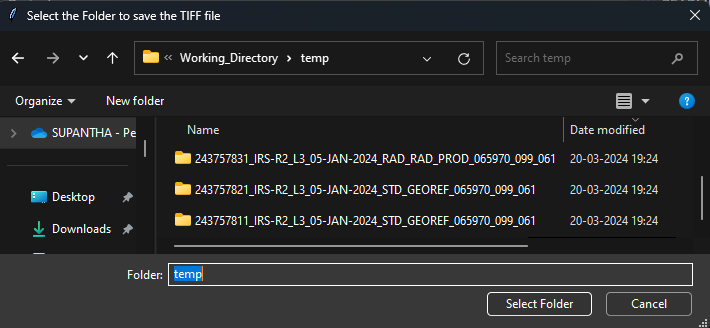 Select the Folder to save the TIFF file
« Working_Directory > temp
Search temp
Organize New folder
SUPANTHA - Pe
Desktop
Downloads
Name Date modified
243757831_IRS-R2_L3_05-JAN-2024_RAD_RAD_PROD_065970_099_061 20-03-2024 19:24
243757821_IRS-R2_L3_05-JAN-2024_STD_GEOREF_065970_099_061 20-03-2024 19:24
243757811_IRS-R2_L3_05-JAN-2024_STD_GEOREF_065970_099_061 20-03-2024 19:24
Folder: temp
Select Folder Cancel